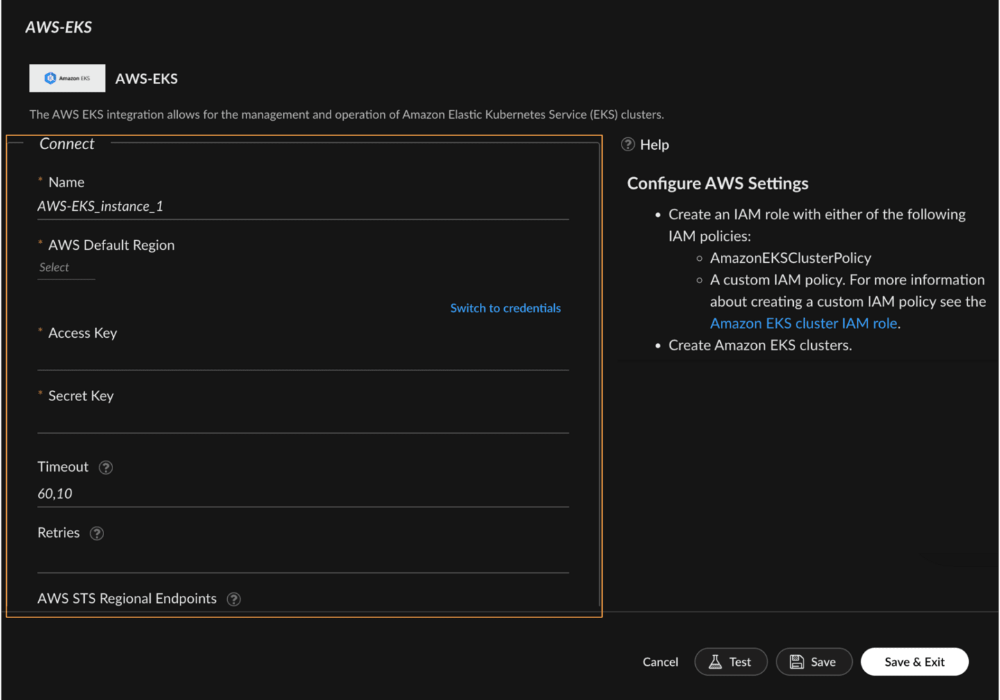 AWS-EKS
Amazon EKS
AWS-EKS
The AWS EKS integration allows for the management and operation of Amazon Elastic Kubernetes Service (EKS) clusters.
Connect
* Name
AWS-EKS_instance_1
* AWS Default Region
Select
Switch to credentials
* Access Key
* Secret Key
Timeout ?
60,10
Retries ?
AWS STS Regional Endpoints ?
? Help
Configure AWS Settings
• Create an IAM role with either of the following
IAM policies:
◦ AmazonEKSClusterPolicy
◦ A custom IAM policy. For more information
about creating a custom IAM policy see the
Amazon EKS cluster IAM role.
• Create Amazon EKS clusters.
Cancel
Test
Save
Save & Exit